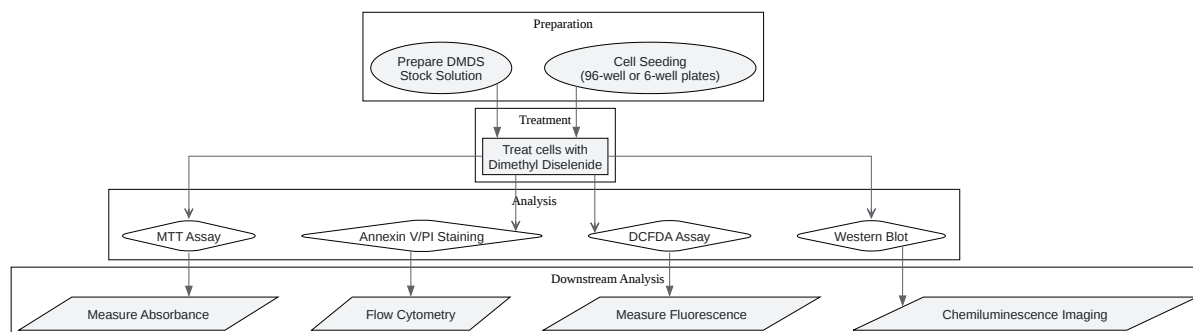 Preparation
Prepare DMDS
Stock Solution
Cell Seeding
(96-well or 6-well plates)
Treatment
Treat cells with
Dimethyl Diselenide
Analysis
MTT Assay
Annexin V/PI Staining
DCFDA Assay
Western Blot
Downstream Analysis
Measure Absorbance
Flow Cytometry
Measure Fluorescence
Chemiluminescence Imaging